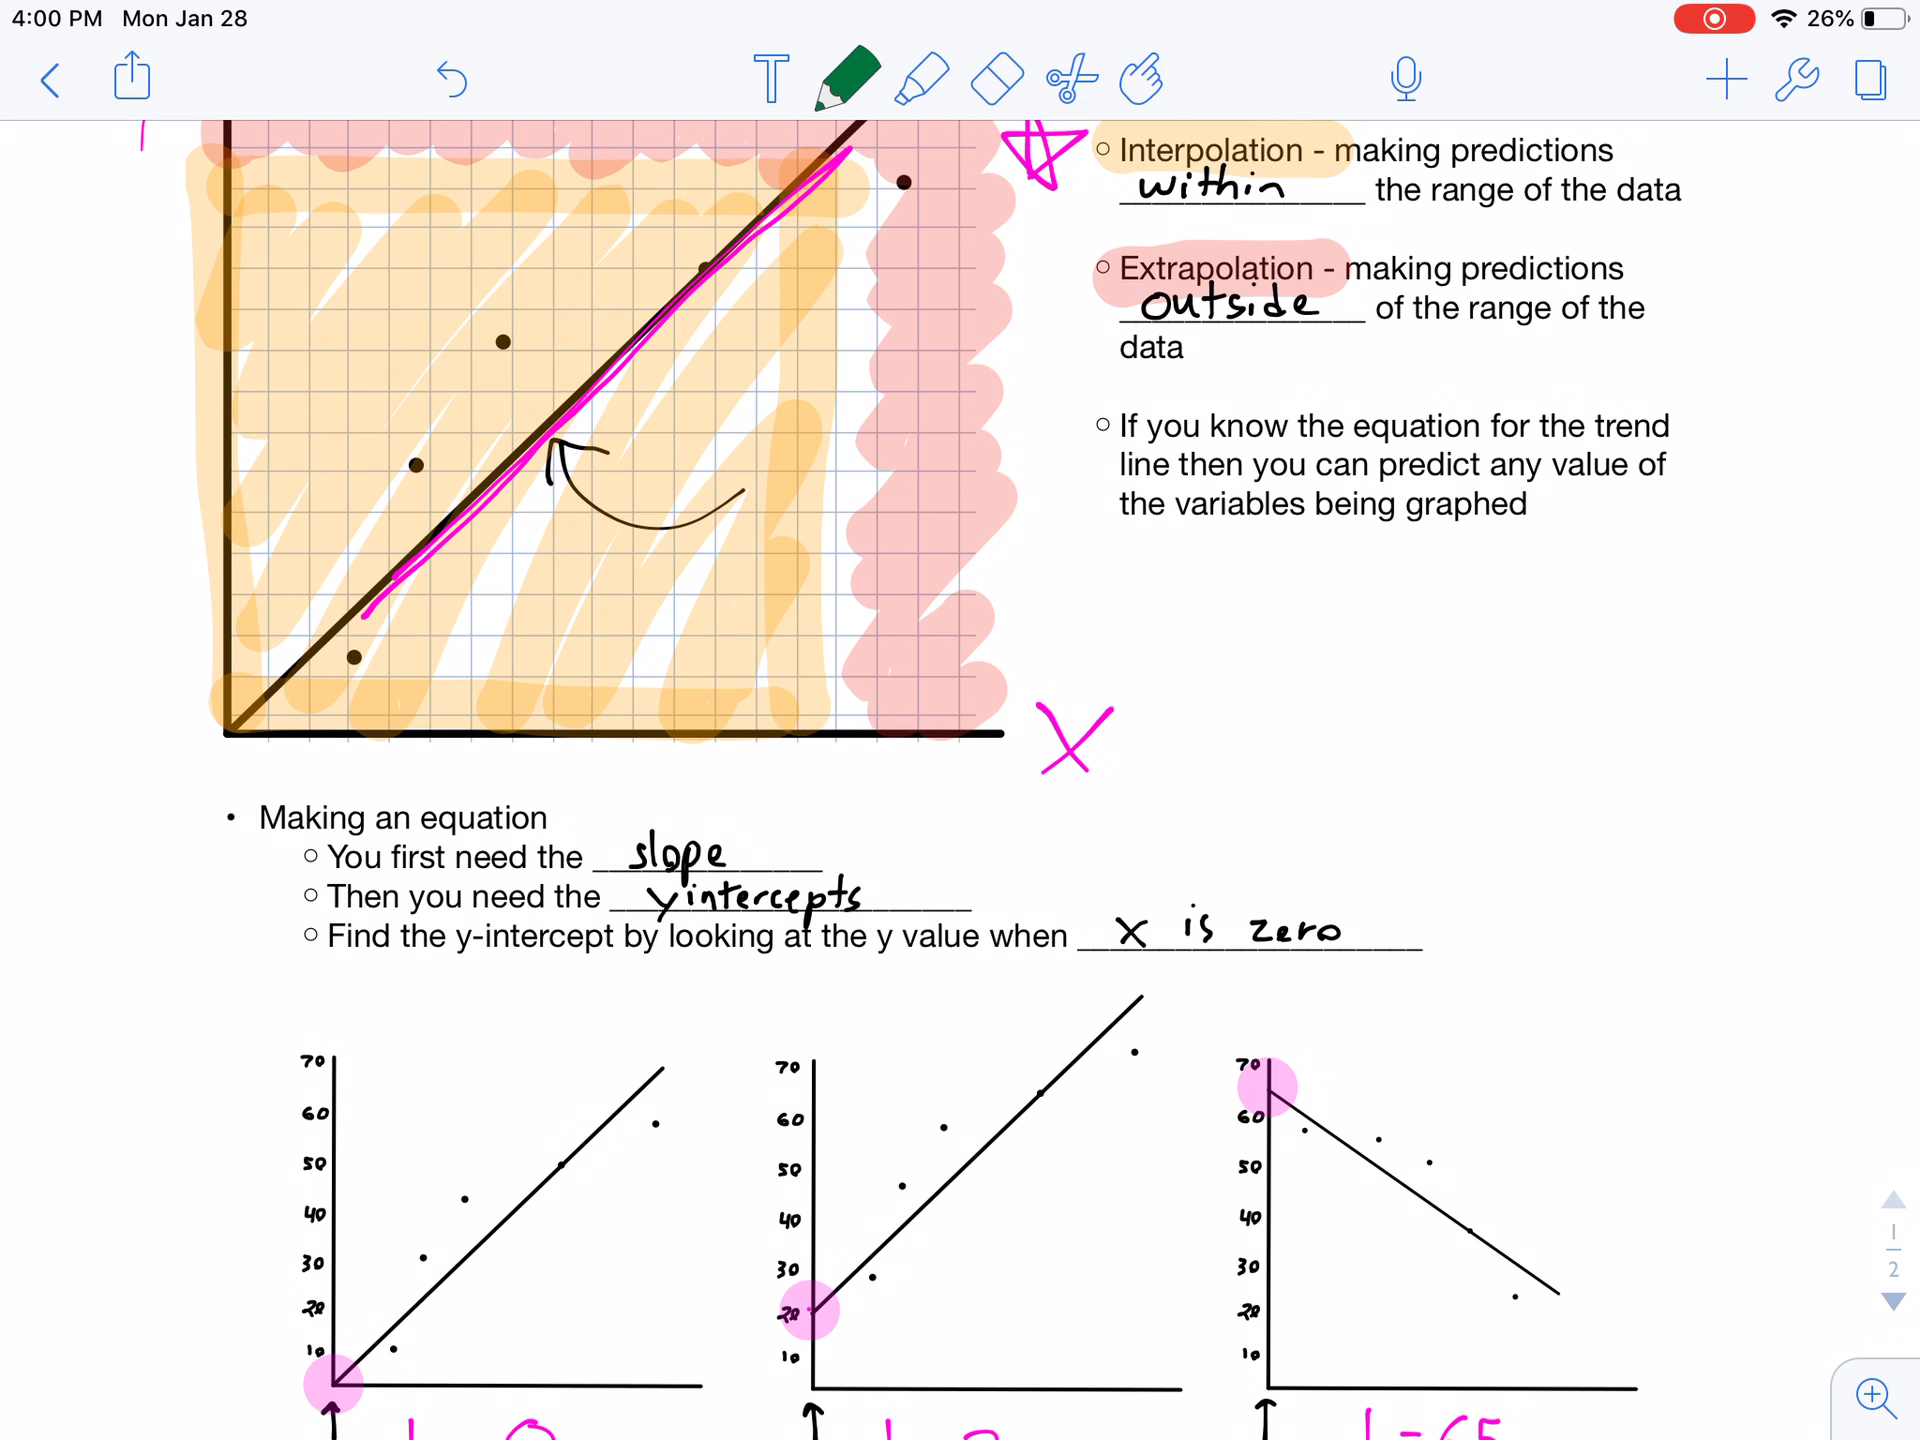 4:00 PM Mon Jan 28
26%
T
Interpolation - making predictions
within the range of the data
Extrapolation - making predictions
outside of the range of the
data
If you know the equation for the trend
line then you can predict any value of
the variables being graphed
X
• Making an equation
You first need the slope
Then you need the y intercepts
Find the y-intercept by looking at the y value when x is zero
70
60
50
40
30
20
10
70
60
50
40
30
20
10
70
60
50
40
30
20
10
1
2